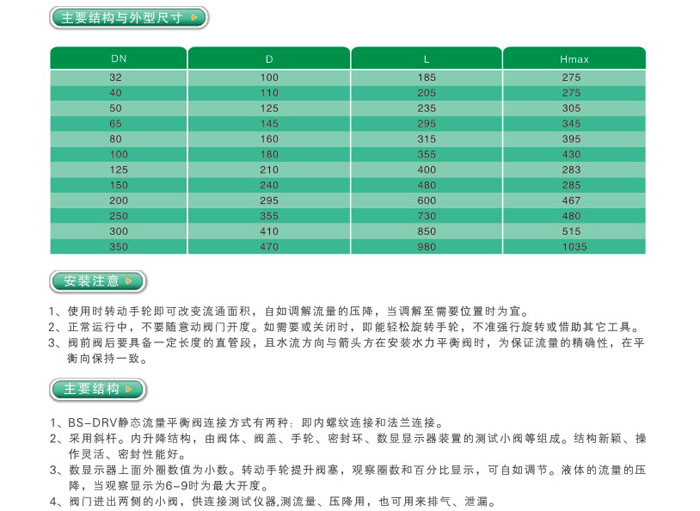 主要结构与外型尺寸
DN D L Hmax
32 100 185 275
40 110 205 275
50 125 235 305
65 145 295 345
80 160 315 395
100 180 355 430
125 210 400 283
150 240 480 285
200 295 600 467
250 355 730 480
300 410 850 515
350 470 980 1035
安装注意
1、使用时转动手轮即可改变流通面积，自如调解流量的压降，当调解至需要位置时为宜。
2、正常运行中，不要随意动阀门开度。如需要或关闭时，即能轻松旋转手轮，不准强行旋转或借助其它工具。
3、阀前阀后要具备一定长度的直管段，且水流方向与箭头方在安装水力平衡阀时，为保证流量的精确性，在平
衡向保持一致。
主要结构
1、BS-DRV静态流量平衡阀连接方式有两种：即内螺纹连接和法兰连接。
2、采用斜杆。内升降结构，由阀体、阀盖、手轮、密封环、数显显示器装置的测试小阀等组成。结构新颖、操
作灵活、密封性能好。
3、数显示器上面外圈数值为小数。转动手轮提升阀塞，观察圈数和百分比显示，可自如调节。液体的流量的压
降，当观察显示为6-9时为最大开度。
4、阀门进出两侧的小阀，供连接测试仪器,测流量、压降用，也可用来排气、泄漏。